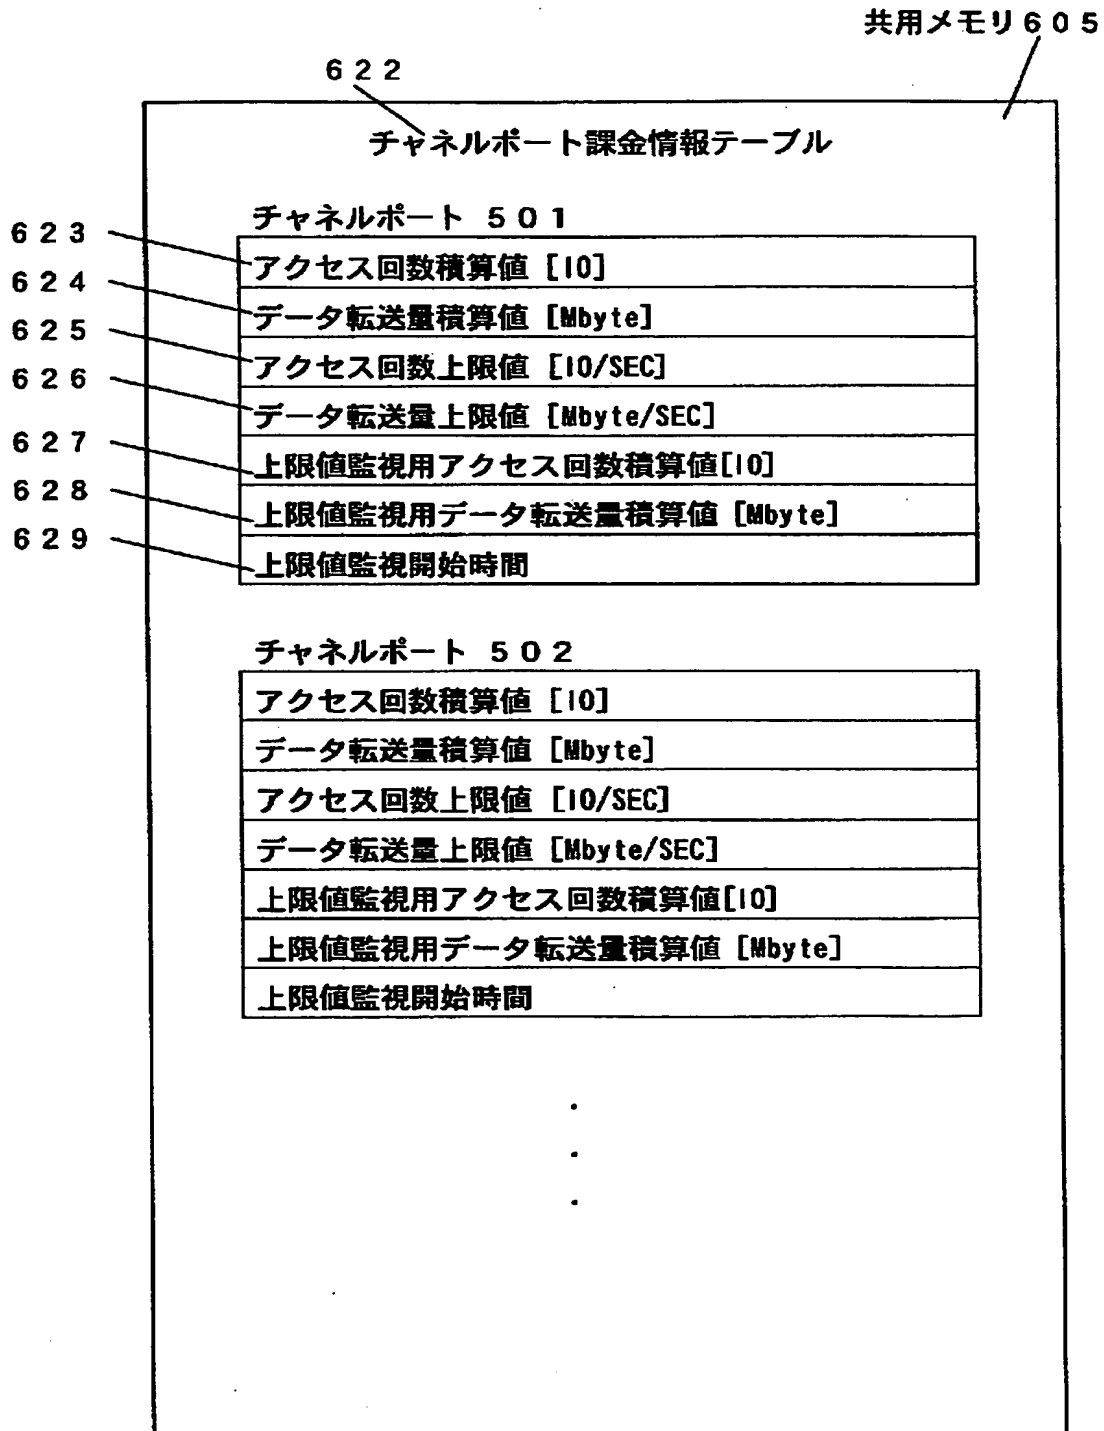 共用メモリ605
622
チャネルポート課金情報テーブル
チャネルポート 501
623
アクセス回数積算値 [IO]
624
データ転送量積算値 [Mbyte]
625
アクセス回数上限値 [IO/SEC]
626
データ転送量上限値 [Mbyte/SEC]
627
上限値監視用アクセス回数積算値[IO]
628
上限値監視用データ転送量積算値 [Mbyte]
629
上限値監視開始時間
チャネルポート 502
アクセス回数積算値 [IO]
データ転送量積算値 [Mbyte]
アクセス回数上限値 [IO/SEC]
データ転送量上限値 [Mbyte/SEC]
上限値監視用アクセス回数積算値[IO]
上限値監視用データ転送量積算値 [Mbyte]
上限値監視開始時間